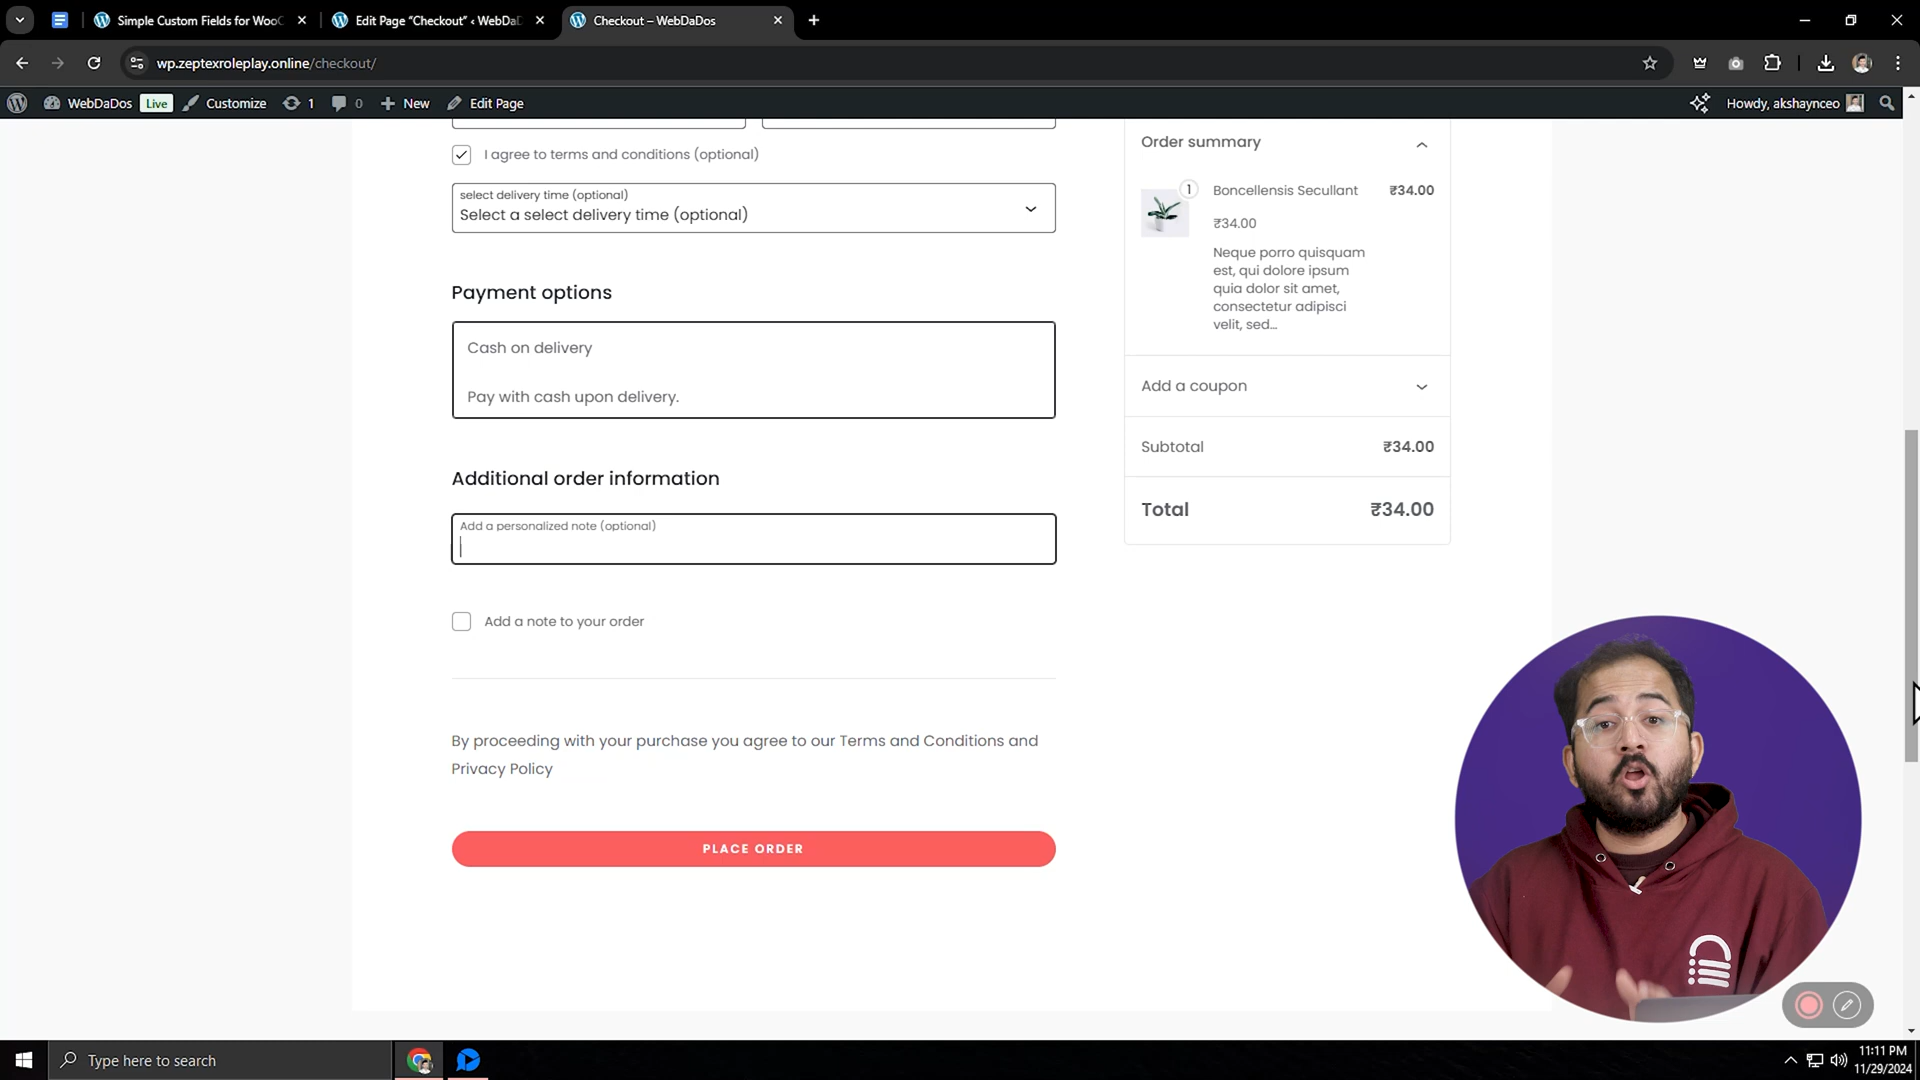 Simple Custom Fields for WooC
Edit Page “Checkout” ‹ WebDaD
Checkout – WebDaDos
wp.zeptexroleplay.online/checkout/
WebDaDos
Live
Customize
1
0
New
Edit Page
Howdy, akshaynceo
I agree to terms and conditions (optional)
select delivery time (optional)
Select a select delivery time (optional)
Payment options
Cash on delivery
Pay with cash upon delivery.
Additional order information
Add a personalized note (optional)
Add a note to your order
By proceeding with your purchase you agree to our Terms and Conditions and
Privacy Policy
PLACE ORDER
Order summary
1
Boncellensis Secullant
₹34.00
₹34.00
Neque porro quisquam
est, qui dolore ipsum
quia dolor sit amet,
consectetur adipisci
velit, sed…
Add a coupon
Subtotal
₹34.00
Total
₹34.00
Type here to search
11:11 PM
11/29/2024